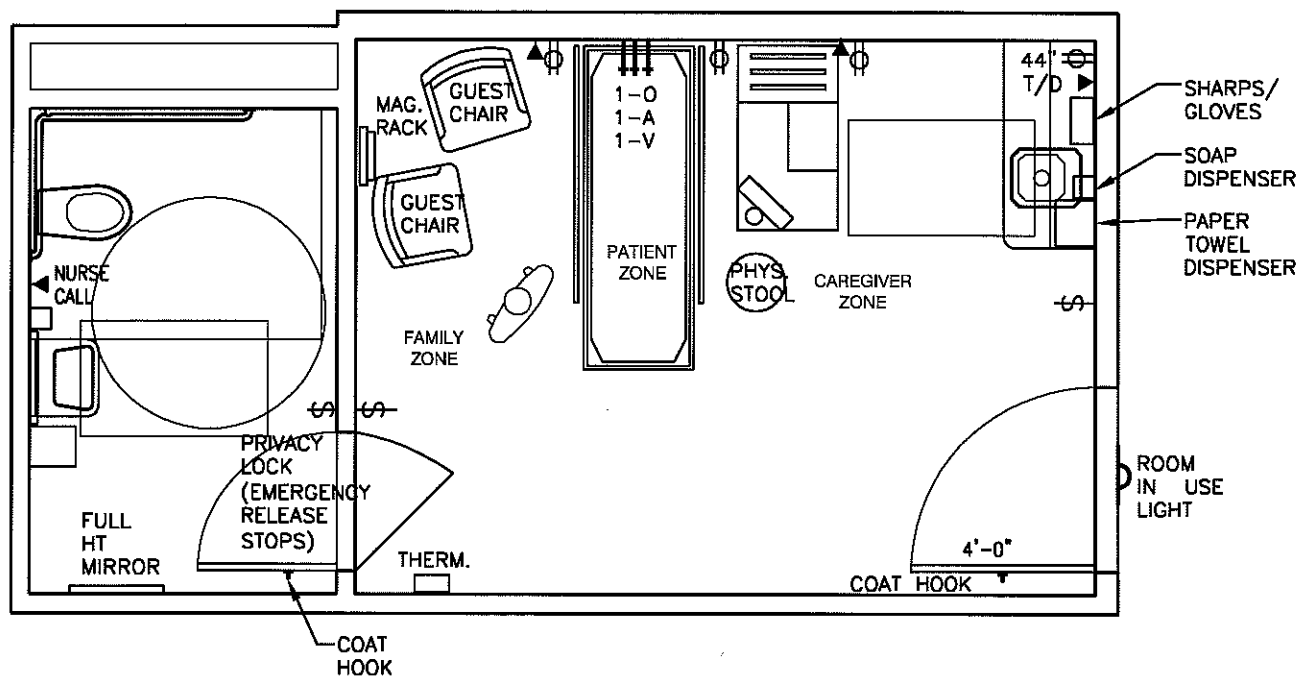 MAG.
RACK
GUEST
CHAIR
GUEST
CHAIR
1-O
1-A
1-V
44"
T/D
SHARPS/
GLOVES
SOAP
DISPENSER
PAPER
TOWEL
DISPENSER
NURSE
CALL
PATIENT
ZONE
PHYS.
STOOL
CAREGIVER
ZONE
FAMILY
ZONE
$
$
$
PRIVACY
LOCK
(EMERGENCY
RELEASE
STOPS)
FULL
HT
MIRROR
THERM.
4'-0"
COAT HOOK
ROOM
IN USE
LIGHT
COAT
HOOK